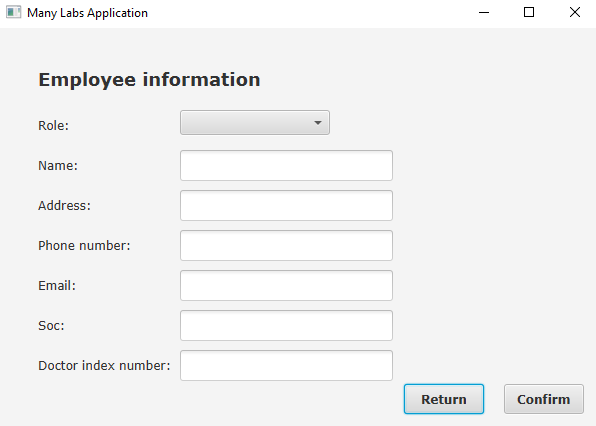 Many Labs Application
Employee information
Role:
Name:
Address:
Phone number:
Email:
Soc:
Doctor index number:
Return Confirm